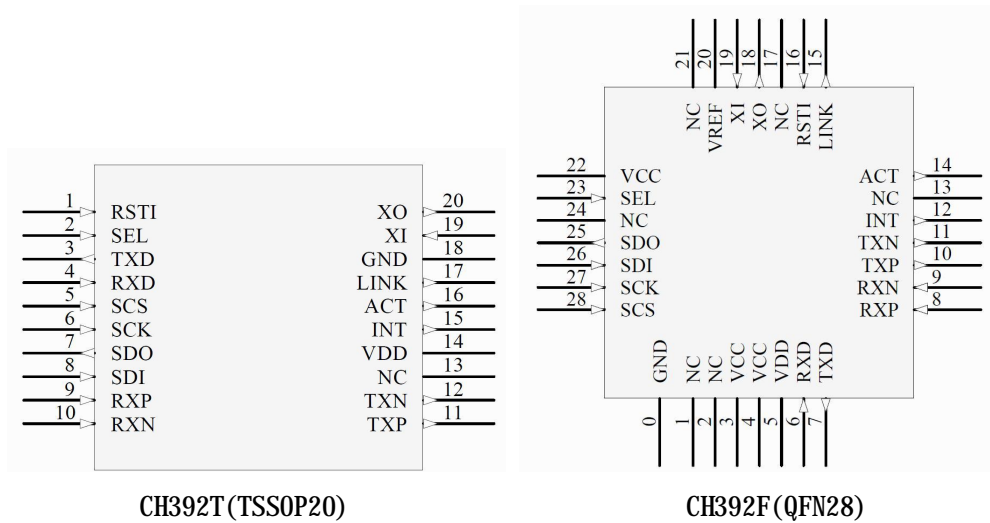 21 20 19 18 17 16 15
NC VREF XI XO NC RSTI LINK
1 RSTI XO 20
2 SEL XI 19
3 TXD GND 18
4 RXD LINK 17
5 SCS ACT 16
6 SCK INT 15
7 SDO VDD 14
8 SDI NC 13
9 RXP TXN 12
10 RXN TXP 11
22 VCC ACT 14
23 SEL NC 13
24 NC INT 12
25 SDO TXN 11
26 SDI TXP 10
27 SCK RXN 9
28 SCS RXP 8
GND NC NC VCC VCC VDD RXD TXD
0 1 2 3 4 5 6 7
CH392T(TSSOP20) CH392F(QFN28)